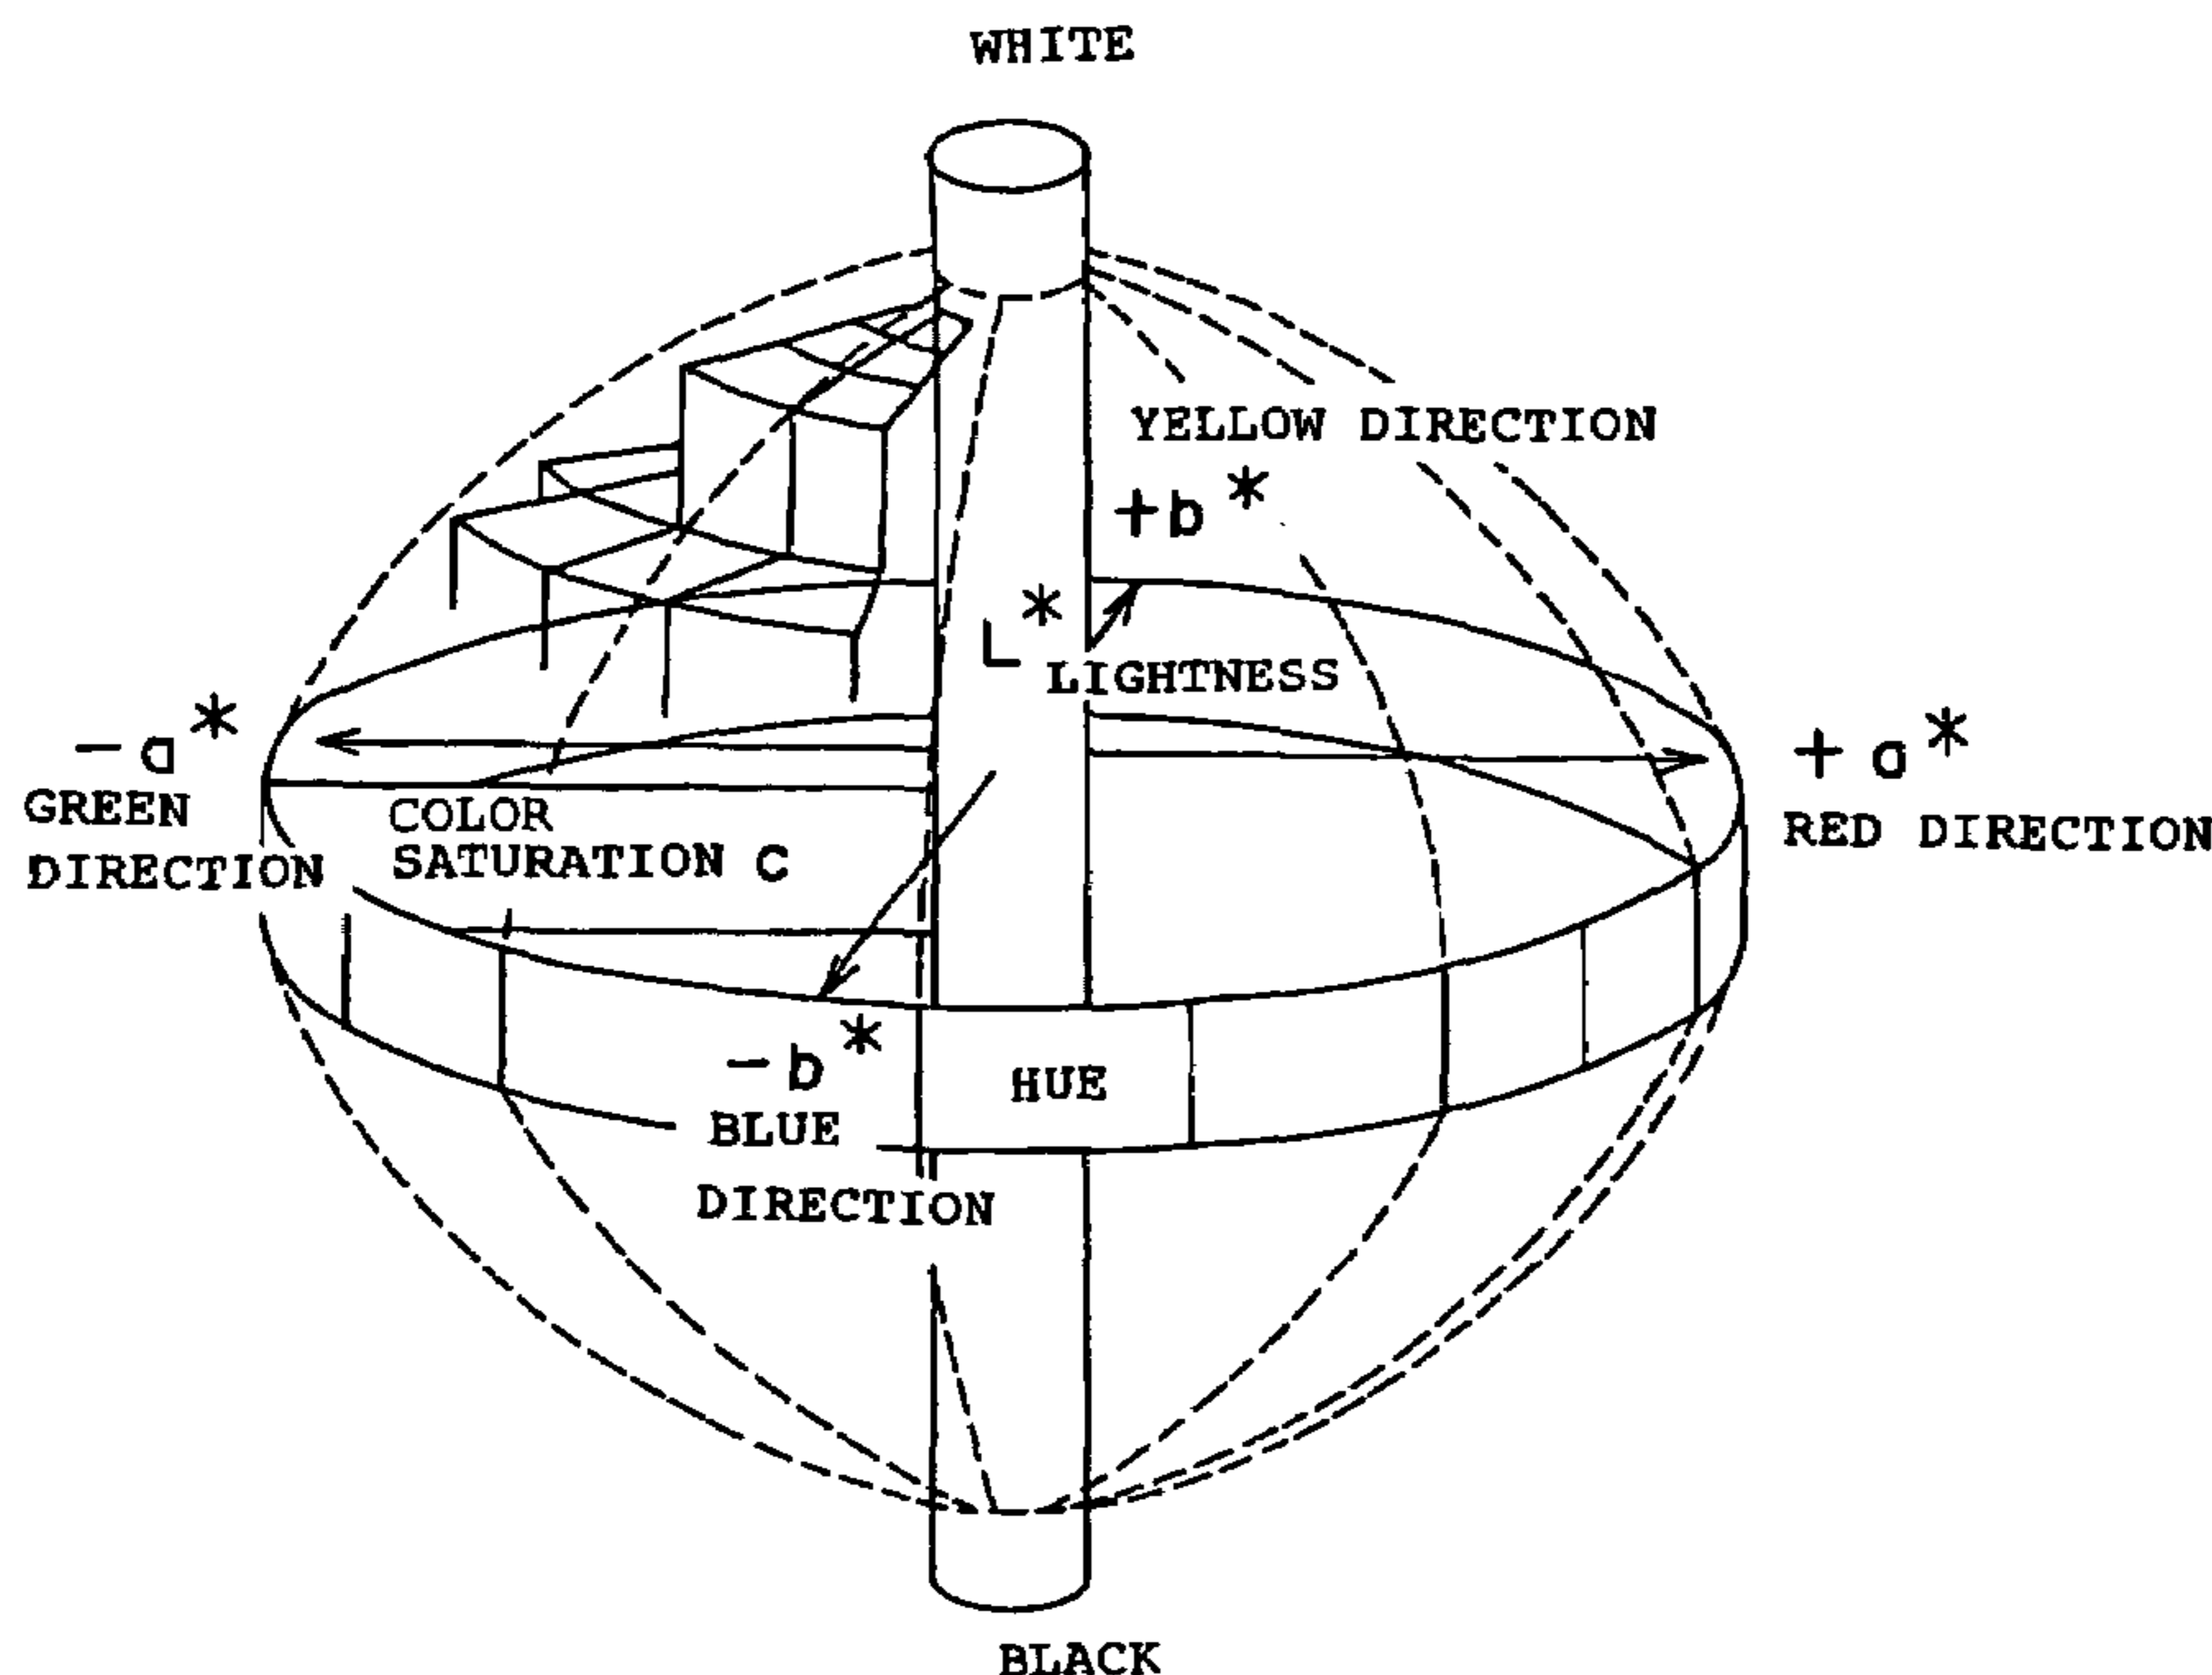 WHITE
YELLOW DIRECTION
+b*
L*
LIGHTNESS
-a*
GREEN
DIRECTION
COLOR
SATURATION C
+a*
RED DIRECTION
-b*
BLUE
DIRECTION
HUE
BLACK